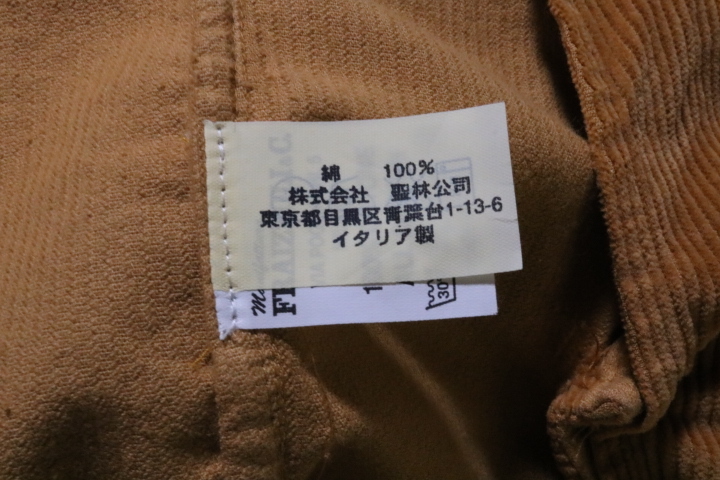 綿 100%
株式会社 聖林公司
東京都目黒区青葉台1-13-6
イタリア製
30°